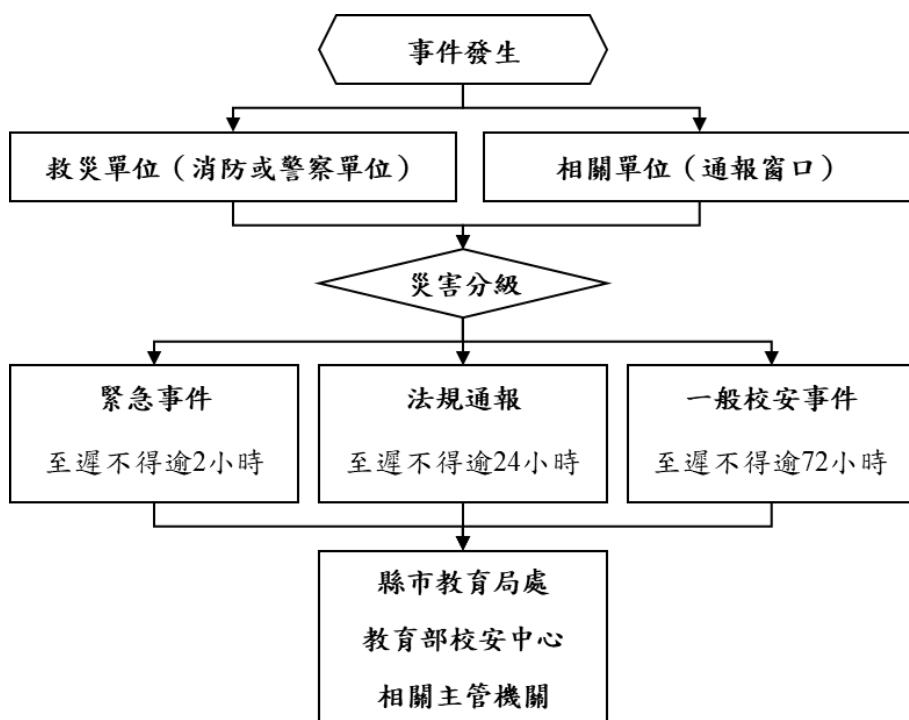 事件發生
救災單位（消防或警察單位）
相關單位（通報窗口）
災害分級
緊急事件
至遲不得逾2小時
法規通報
至遲不得逾24小時
一般校安事件
至遲不得逾72小時
縣市教育局處
教育部校安中心
相關主管機關